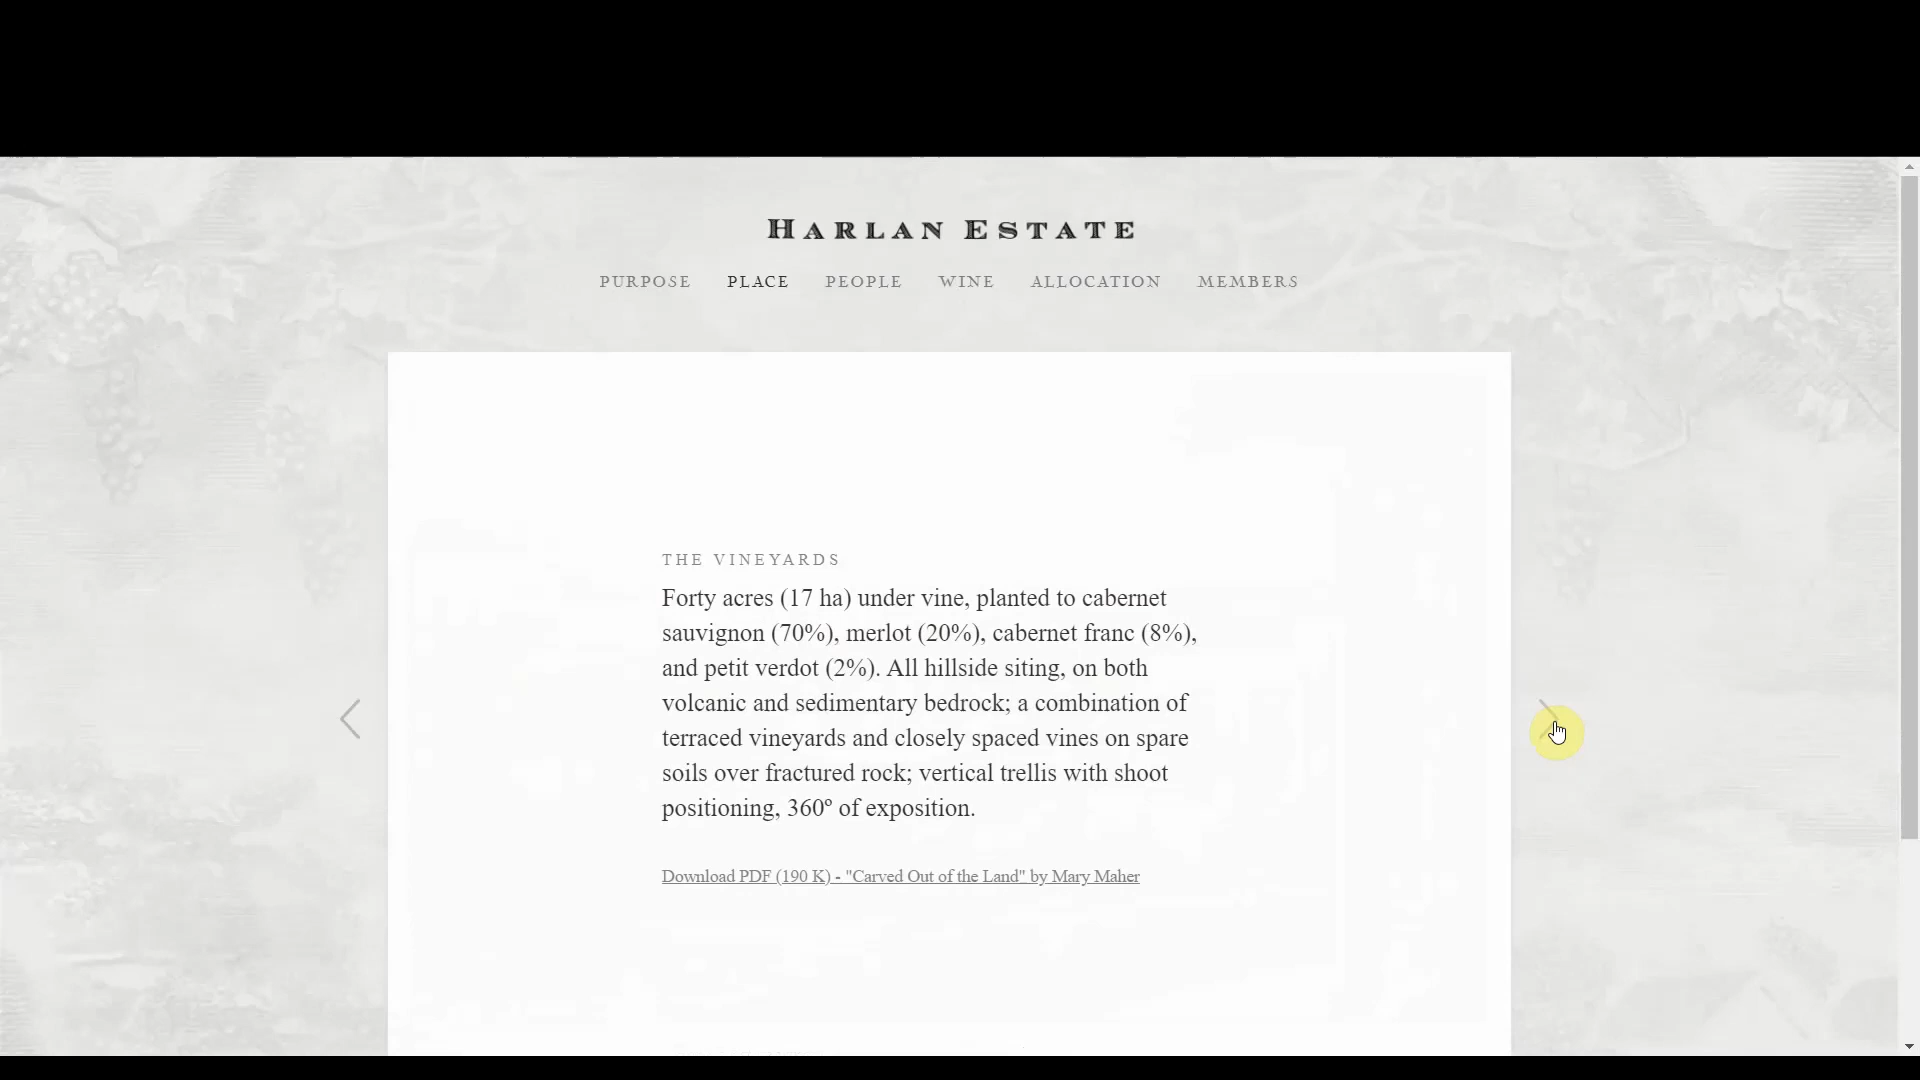 HARLAN ESTATE
PURPOSE PLACE PEOPLE WINE ALLOCATION MEMBERS
THE VINEYARDS
Forty acres (17 ha) under vine, planted to cabernet
sauvignon (70%), merlot (20%), cabernet franc (8%),
and petit verdot (2%). All hillside siting, on both
volcanic and sedimentary bedrock; a combination of
terraced vineyards and closely spaced vines on spare
soils over fractured rock; vertical trellis with shoot
positioning, 360º of exposition.
Download PDF (190 K) - "Carved Out of the Land" by Mary Maher